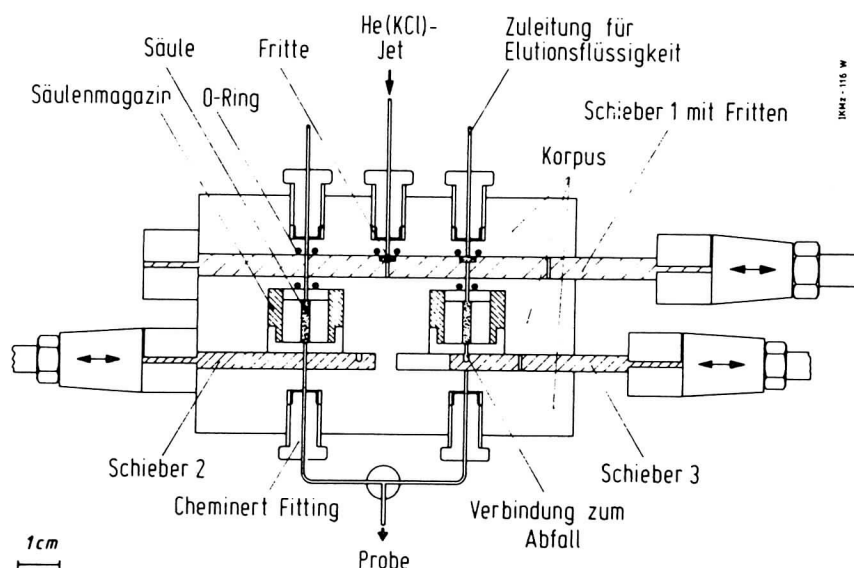 He(KCl)-
Jet
Säule
Fritte
Zuleitung für
Elutionsflüssigkeit
Säulenmagazin
O-Ring
Schieber 1 mit Fritten
Korpus
Schieber 2
Cheminert Fitting
Schieber 3
Verbindung zum
Abfall
1cm
Probe